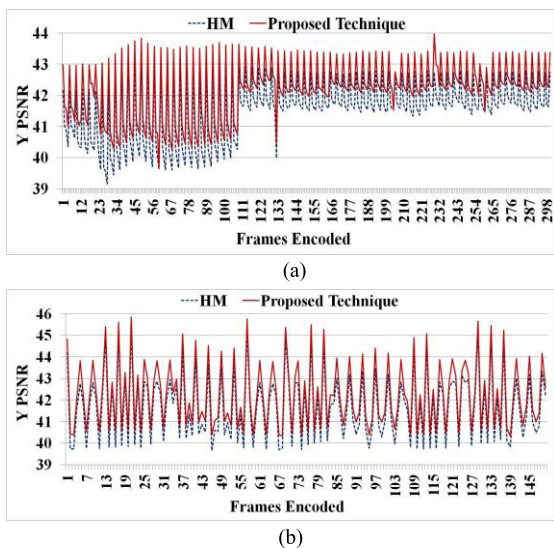 HM Proposed Technique
44
43
42
41
40
39
Y PSNR
1 12 23 34 45 56 67 78 89 100 111 122 133 144 155 166 177 188 199 210 221 232 243 254 265 276 287 298
Frames Encoded
(a)
HM Proposed Technique
46
45
44
43
42
41
40
39
Y PSNR
1 7 13 19 25 31 37 43 49 55 61 67 73 79 85 91 97 103 109 115 121 127 133 139 145
Frames Encoded
(b)